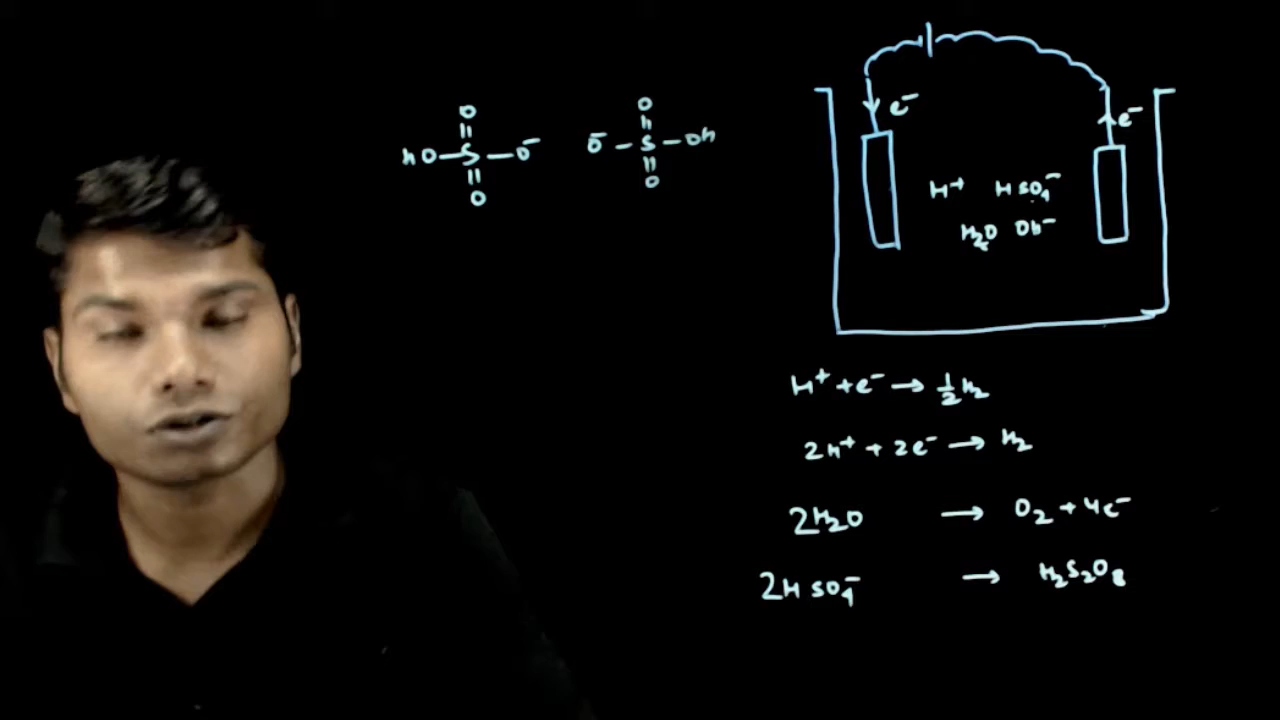 O O
|| ||
HO—S—O⁻ O⁻—S—OH
|| ||
O O
e⁻ e⁻
H⁺ HSO₄⁻
H₂O OH⁻
H⁺ + e⁻ → ½H₂
2H⁺ + 2e⁻ → H₂
2H₂O → O₂ + 4e⁻
2HSO₄⁻ → H₂S₂O₈